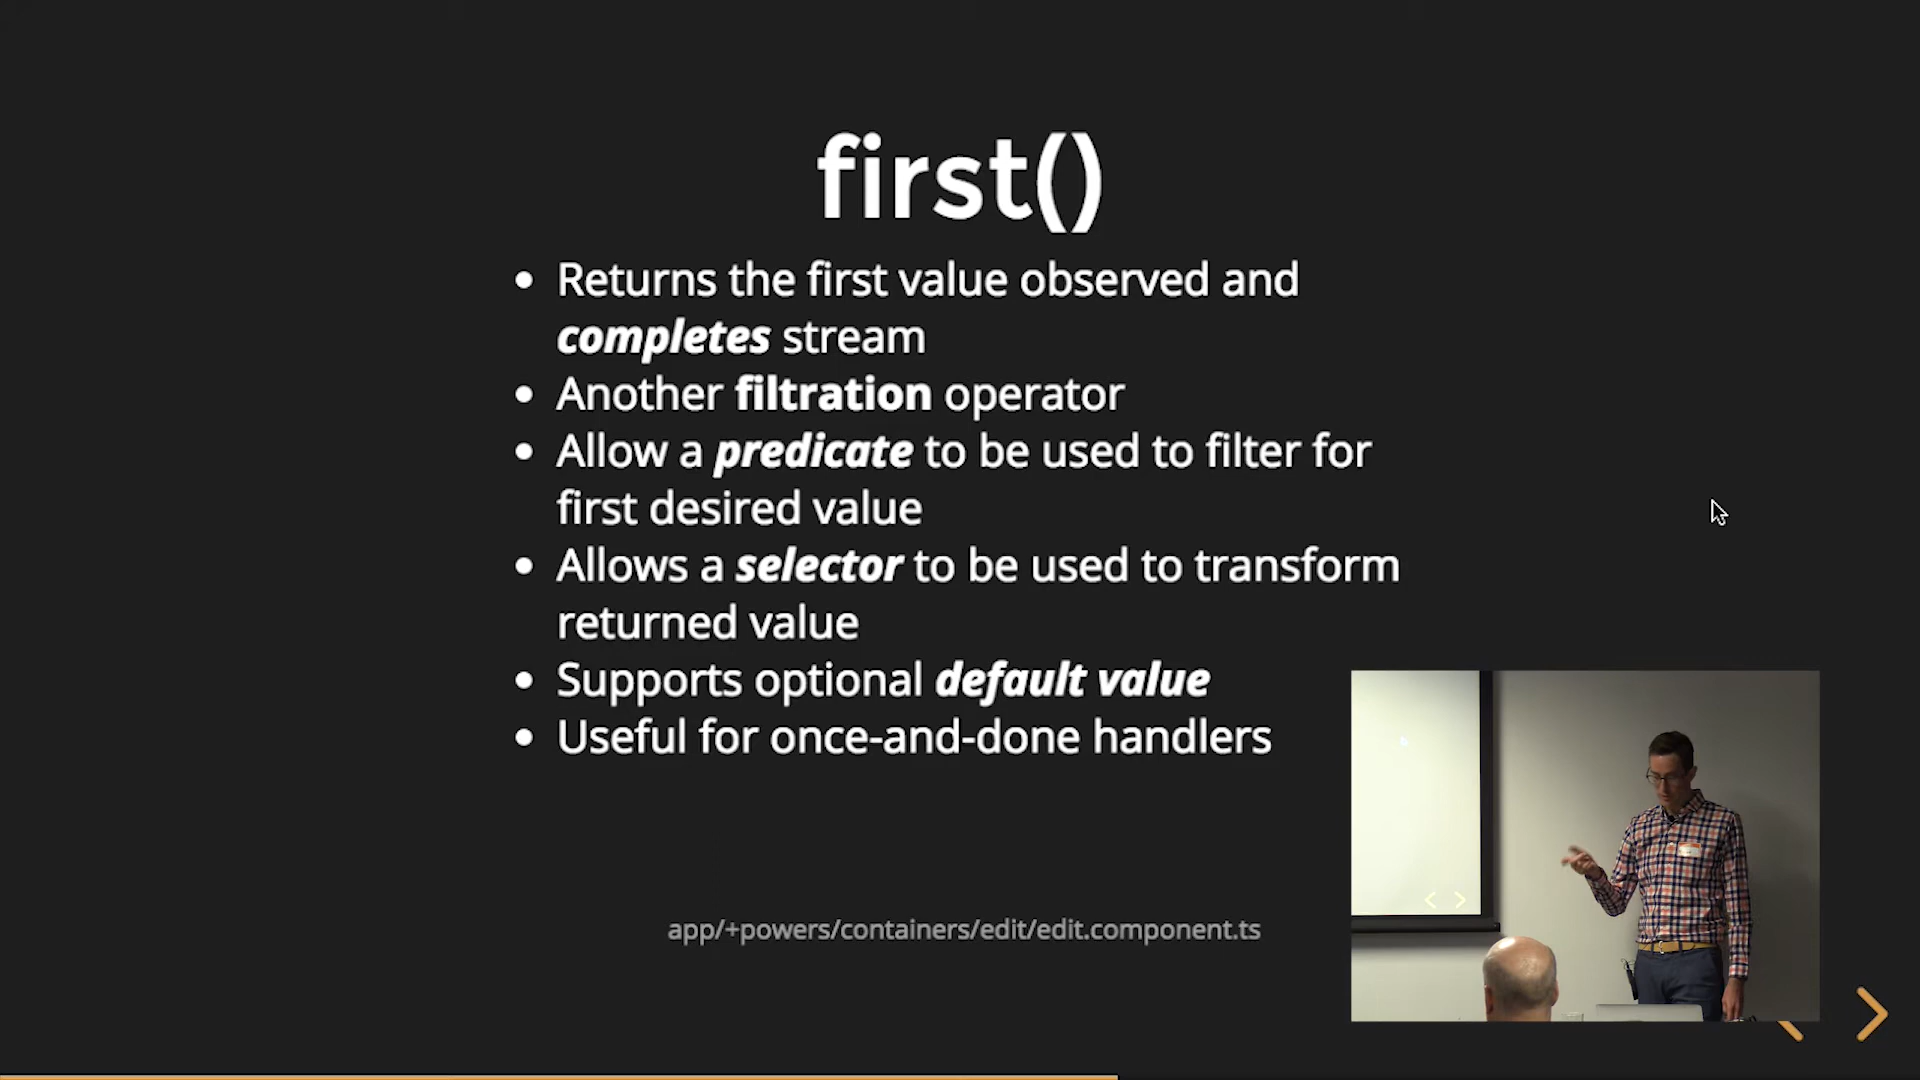 first()
Returns the first value observed and
completes stream
Another filtration operator
Allow a predicate to be used to filter for
first desired value
Allows a selector to be used to transform
returned value
Supports optional default value
Useful for once-and-done handlers
app/+powers/containers/edit/edit.component.ts